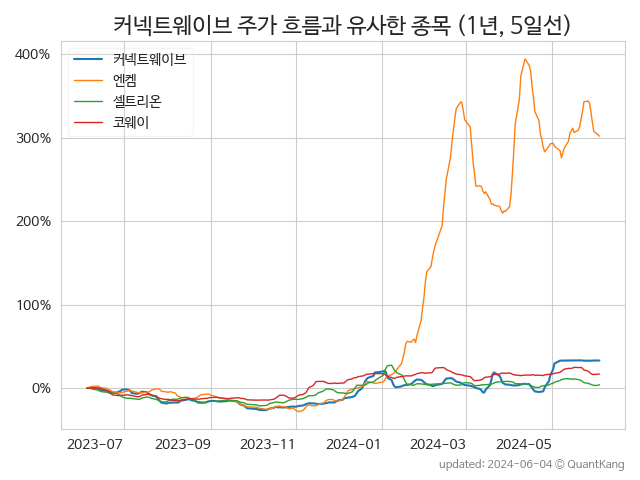 커넥트웨이브 주가 흐름과 유사한 종목 (1년, 5일선)
커넥트웨이브
엔켐
셀트리온
코웨이
400%
300%
200%
100%
0%
2023-07 2023-09 2023-11 2024-01 2024-03 2024-05
updated: 2024-06-04 © QuantKang